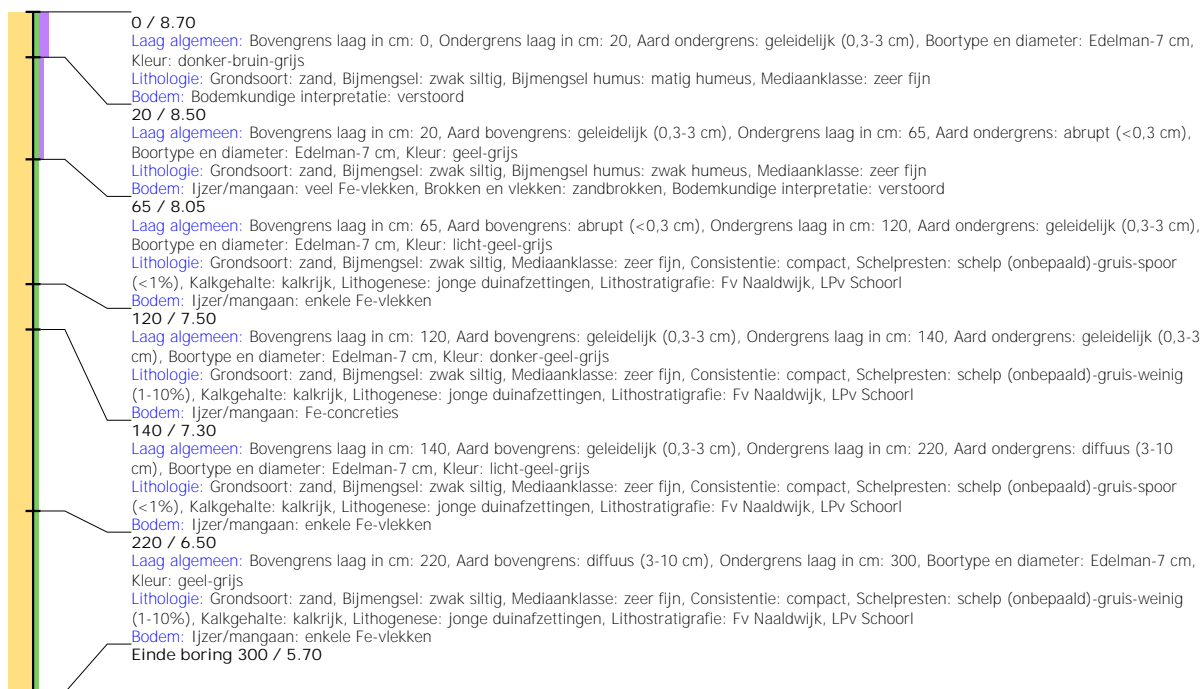 0 / 8.70
Laag algemeen: Bovengrens laag in cm: 0, Ondergrens laag in cm: 20, Aard ondergrens: geleidelijk (0,3-3 cm), Boortype en diameter: Edelman-7 cm,
Kleur: donker-bruin-grijs
Lithologie: Grondsoort: zand, Bijmengsel: zwak siltig, Bijmengsel humus: matig humeus, Mediaanklasse: zeer fijn
Bodem: Bodemkundige interpretatie: verstoord
20 / 8.50
Laag algemeen: Bovengrens laag in cm: 20, Aard bovengrens: geleidelijk (0,3-3 cm), Ondergrens laag in cm: 65, Aard ondergrens: abrupt (<0,3 cm),
Boortype en diameter: Edelman-7 cm, Kleur: geel-grijs
Lithologie: Grondsoort: zand, Bijmengsel: zwak siltig, Bijmengsel humus: zwak humeus, Mediaanklasse: zeer fijn
Bodem: Ijzer/mangaan: veel Fe-vlekken, Brokken en vlekken: zandbrokken, Bodemkundige interpretatie: verstoord
65 / 8.05
Laag algemeen: Bovengrens laag in cm: 65, Aard bovengrens: abrupt (<0,3 cm), Ondergrens laag in cm: 120, Aard ondergrens: geleidelijk (0,3-3 cm),
Boortype en diameter: Edelman-7 cm, Kleur: licht-geel-grijs
Lithologie: Grondsoort: zand, Bijmengsel: zwak siltig, Mediaanklasse: zeer fijn, Consistentie: compact, Schelpresten: schelp (onbepaald)-gruis-spoor
(<1%), Kalkgehalte: kalkrijk, Lithogenese: jonge duinafzettingen, Lithostratigrafie: Fv Naaldwijk, LPv Schoorl
Bodem: Ijzer/mangaan: enkele Fe-vlekken
120 / 7.50
Laag algemeen: Bovengrens laag in cm: 120, Aard bovengrens: geleidelijk (0,3-3 cm), Ondergrens laag in cm: 140, Aard ondergrens: geleidelijk (0,3-3
cm), Boortype en diameter: Edelman-7 cm, Kleur: donker-geel-grijs
Lithologie: Grondsoort: zand, Bijmengsel: zwak siltig, Mediaanklasse: zeer fijn, Consistentie: compact, Schelpresten: schelp (onbepaald)-gruis-weinig
(1-10%), Kalkgehalte: kalkrijk, Lithogenese: jonge duinafzettingen, Lithostratigrafie: Fv Naaldwijk, LPv Schoorl
Bodem: Ijzer/mangaan: Fe-concreties
140 / 7.30
Laag algemeen: Bovengrens laag in cm: 140, Aard bovengrens: geleidelijk (0,3-3 cm), Ondergrens laag in cm: 220, Aard ondergrens: diffuus (3-10
cm), Boortype en diameter: Edelman-7 cm, Kleur: licht-geel-grijs
Lithologie: Grondsoort: zand, Bijmengsel: zwak siltig, Mediaanklasse: zeer fijn, Consistentie: compact, Schelpresten: schelp (onbepaald)-gruis-spoor
(<1%), Kalkgehalte: kalkrijk, Lithogenese: jonge duinafzettingen, Lithostratigrafie: Fv Naaldwijk, LPv Schoorl
Bodem: Ijzer/mangaan: enkele Fe-vlekken
220 / 6.50
Laag algemeen: Bovengrens laag in cm: 220, Aard bovengrens: diffuus (3-10 cm), Ondergrens laag in cm: 300, Boortype en diameter: Edelman-7 cm,
Kleur: geel-grijs
Lithologie: Grondsoort: zand, Bijmengsel: zwak siltig, Mediaanklasse: zeer fijn, Consistentie: compact, Schelpresten: schelp (onbepaald)-gruis-weinig
(1-10%), Kalkgehalte: kalkrijk, Lithogenese: jonge duinafzettingen, Lithostratigrafie: Fv Naaldwijk, LPv Schoorl
Bodem: Ijzer/mangaan: enkele Fe-vlekken
Einde boring 300 / 5.70